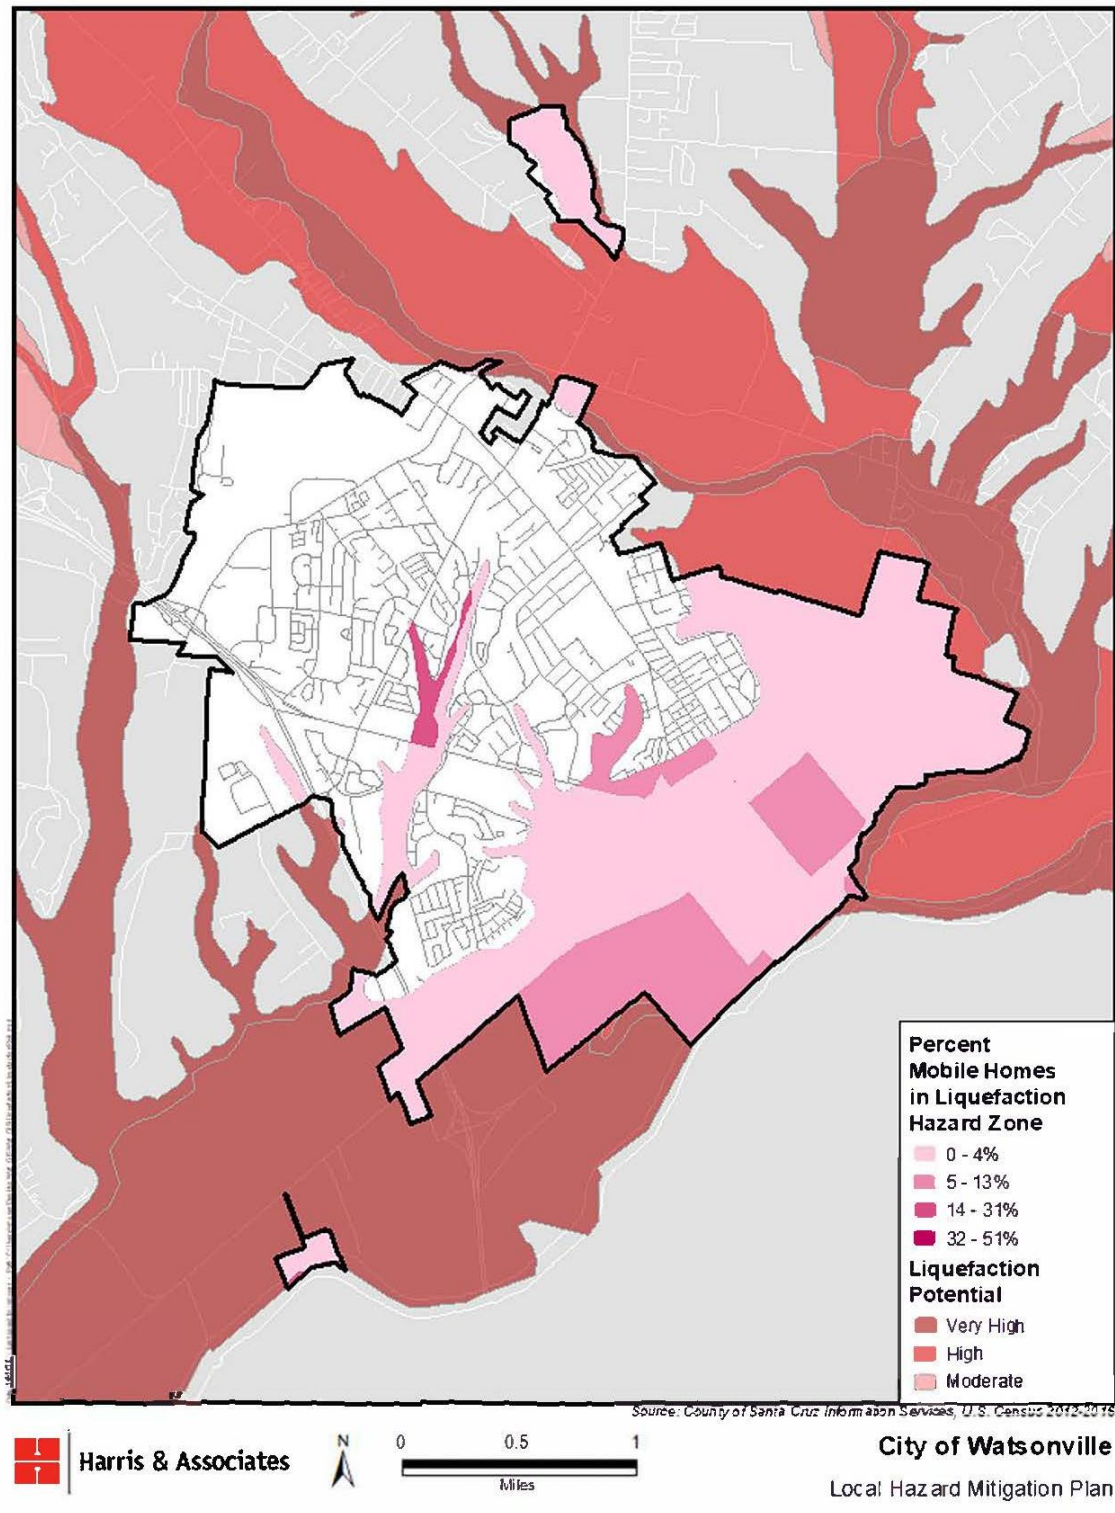 Percent
Mobile Homes
in Liquefaction
Hazard Zone
0 - 4%
5 - 13%
14 - 31%
32 - 51%
Liquefaction
Potential
Very High
High
Moderate
Source: County of Santa Cruz Information Services, U.S. Census 2012-2016
Harris & Associates
N
0 0.5 1
Miles
City of Watsonville
Local Hazard Mitigation Plan